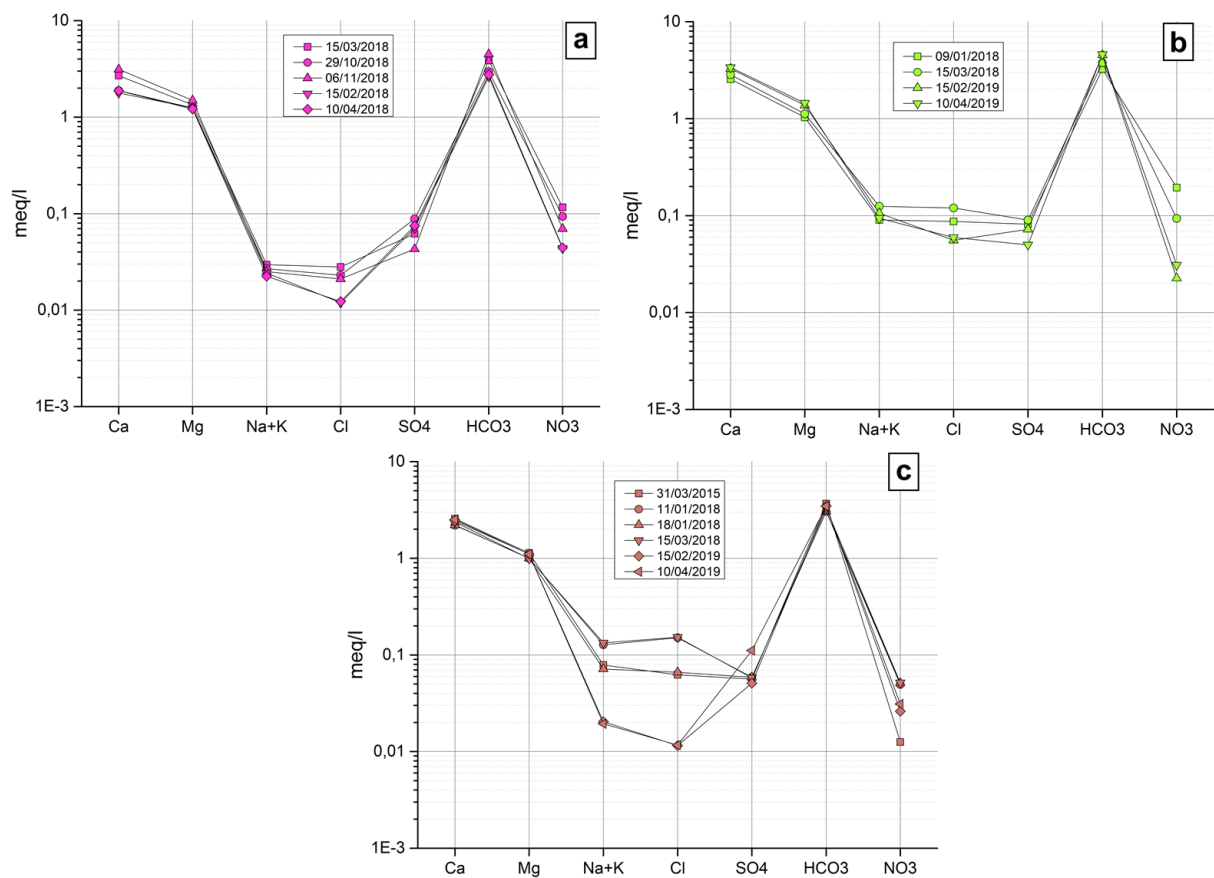 a
10
1
0,1
0,01
1E-3
meq/l
15/03/2018
29/10/2018
06/11/2018
15/02/2018
10/04/2018
Ca Mg Na+K Cl SO4 HCO3 NO3
b
10
1
0,1
0,01
1E-3
meq/l
09/01/2018
15/03/2018
15/02/2019
10/04/2019
Ca Mg Na+K Cl SO4 HCO3 NO3
c
10
1
0,1
0,01
1E-3
meq/l
31/03/2015
11/01/2018
18/01/2018
15/03/2018
15/02/2019
10/04/2019
Ca Mg Na+K Cl SO4 HCO3 NO3